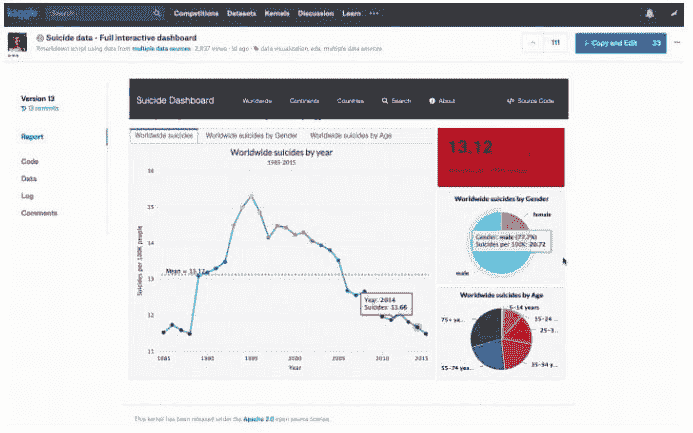 kaggle Search Competitions Datasets Kernels Discussion Learn
Suicide data - Full interactive dashboard
Rmarkdown script using data from multiple data sources · 2,837 views · 1d ago · data visualization, eda, multiple data sources
111
Copy and Edit 33
Version 13
13 commits
Report
Code
Data
Log
Comments
Suicide Dashboard Worldwide Continents Countries Search About Source Code
Worldwide suicides Worldwide suicides by Gender Worldwide suicides by Age
Worldwide suicides by year
1985-2015
Suicides per 100K people
15
14
13
12
11
Mean = 13.12
Year: 2014
Suicides: 11.66
1985 1990 1995 2000 2005 2010 2015
Year
13.12
Worldwide suicides by Gender
female
Gender: male (77.7%)
Suicides per 100K: 20.72
male
Worldwide suicides by Age
5-14 years
15-24 ...
25-3...
35-54 y...
55-74 yea...
75+ ye...
This kernel has been released under the Apache 2.0 open source license.